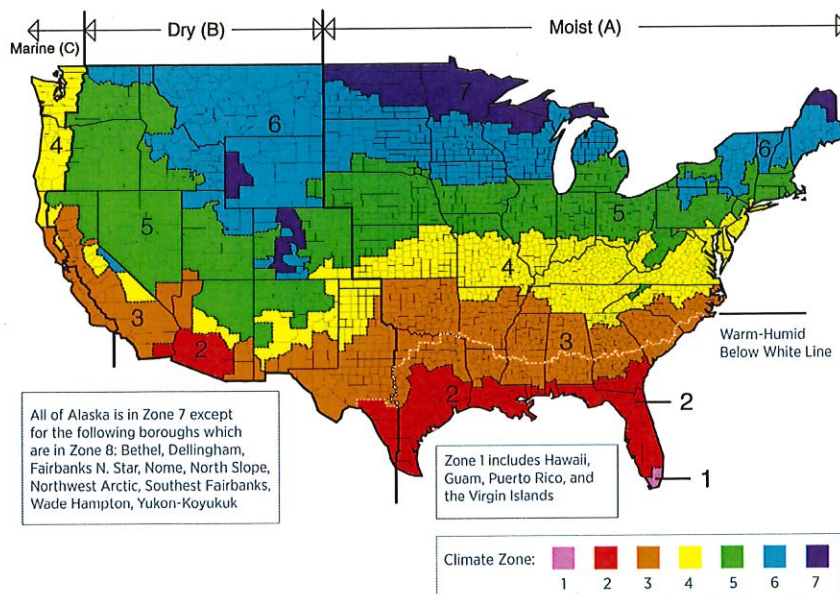 Marine (C)
Dry (B)
Moist (A)
7
6
4
6
5
5
4
3
3
2
2
Warm-Humid
Below White Line
2
1
All of Alaska is in Zone 7 except
for the following boroughs which
are in Zone 8: Bethel, Dellingham,
Fairbanks N. Star, Nome, North Slope,
Northwest Arctic, Southest Fairbanks,
Wade Hampton, Yukon-Koyukuk
Zone 1 includes Hawaii,
Guam, Puerto Rico, and
the Virgin Islands
Climate Zone:
1 2 3 4 5 6 7